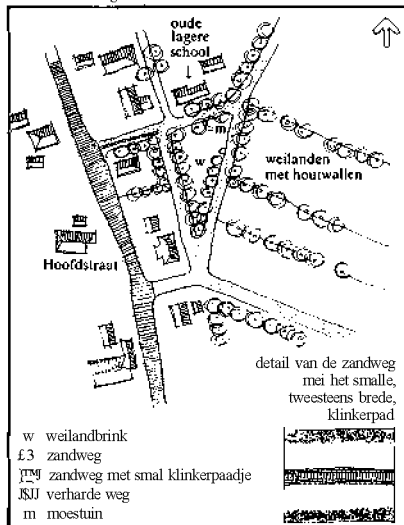 oude
lagere
school
m
w
weilanden
met houtwallen
Hoofdstraat
detail van de zandweg
mei het smalle,
tweesteens brede,
klinkerpad
w weilandbrink
£3 zandweg
zandweg met smal klinkerpaadje
verharde weg
m moestuin